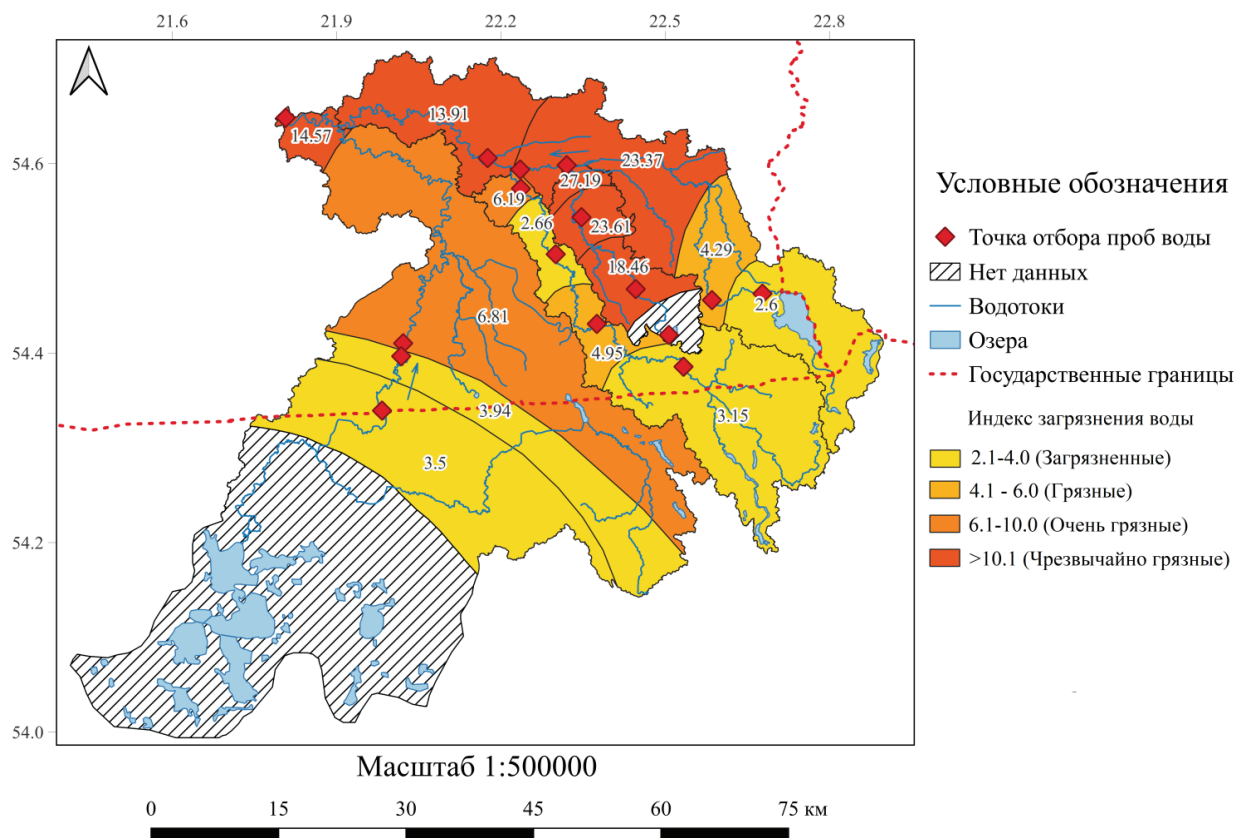 21.6 21.9 22.2 22.5 22.8
54.6
54.4
54.2
54.0
13.91
14.57
23.37
27.19
6.19
2.66
23.61
4.29
18.46
2.6
6.81
4.95
3.94
3.15
3.5
Условные обозначения
Точка отбора проб воды
Нет данных
Водотоки
Озера
Государственные границы
Индекс загрязнения воды
2.1-4.0 (Загрязненные)
4.1 - 6.0 (Грязные)
6.1-10.0 (Очень грязные)
>10.1 (Чрезвычайно грязные)
Масштаб 1:500000
0 15 30 45 60 75 км